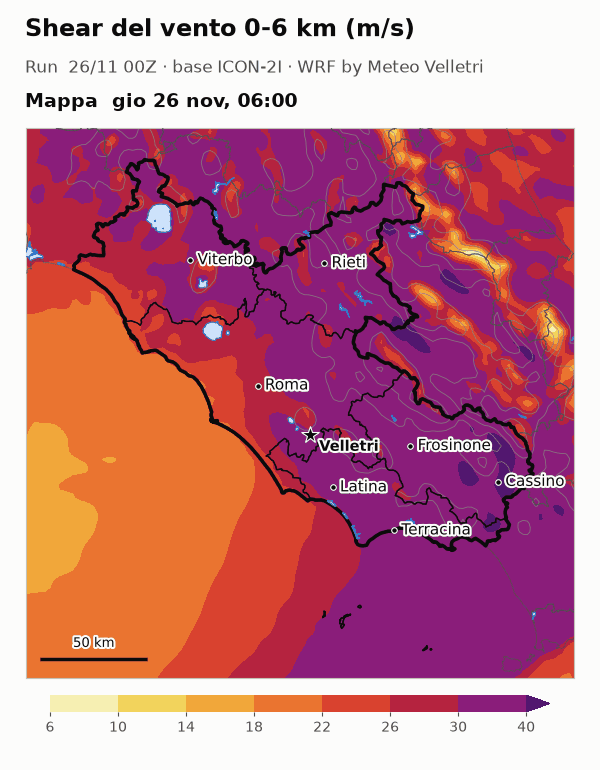 Shear del vento 0-6 km (m/s)
Run  26/11 00Z · base ICON-2I · WRF by Meteo Velletri
Mappa  gio 26 nov, 06:00
Viterbo
Rieti
Roma
Velletri
Frosinone
Cassino
Latina
Terracina
50 km
6 10 14 18 22 26 30 40